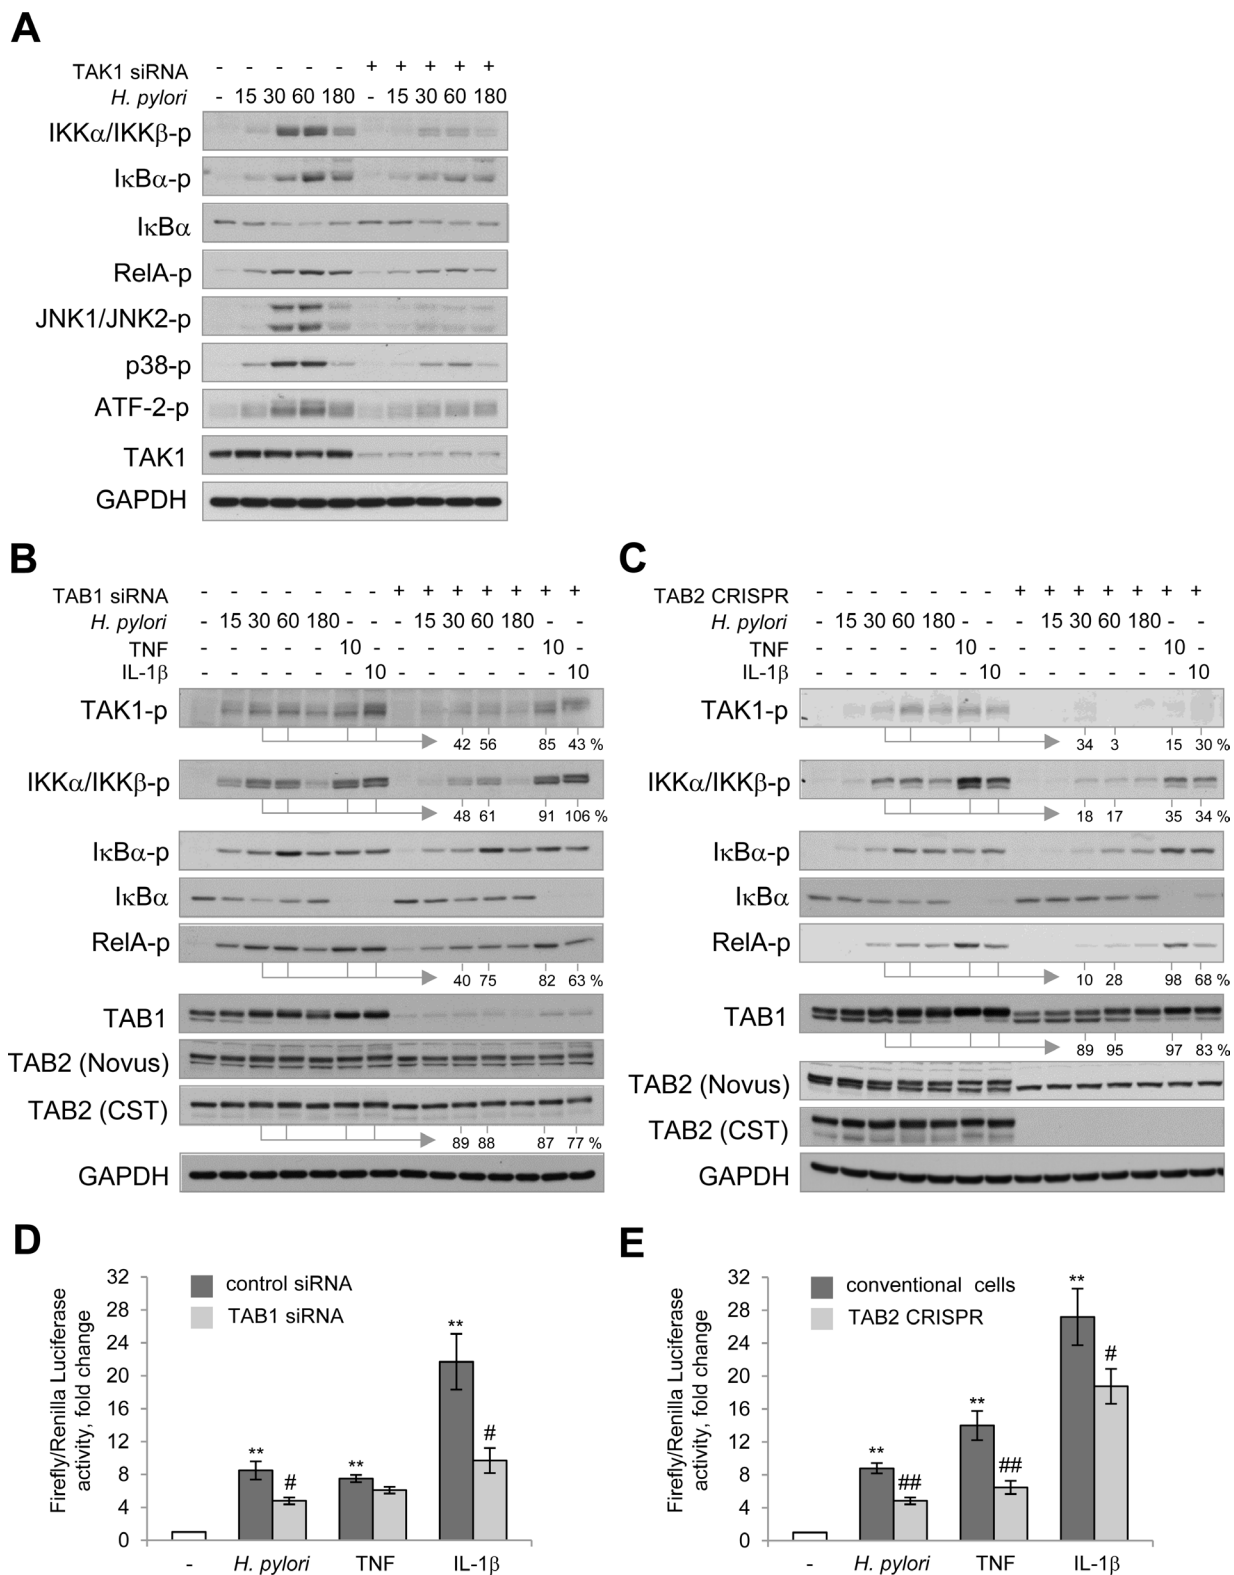 A
TAK1 siRNA - - - - - + + + + +
H. pylori - 15 30 60 180 - 15 30 60 180
IKKα/IKKβ-p
IκBα-p
IκBα
RelA-p
JNK1/JNK2-p
p38-p
ATF-2-p
TAK1
GAPDH
B
TAB1 siRNA - - - - - - - + + + + + + +
H. pylori - 15 30 60 180 - - - 15 30 60 180 - -
TNF - - - - - 10 - - - - - - 10 -
IL-1β - - - - - - 10 - - - - - - 10
TAK1-p
42 56 85 43 %
IKKα/IKKβ-p
48 61 91 106 %
IκBα-p
IκBα
RelA-p
40 75 82 63 %
TAB1
TAB2 (Novus)
TAB2 (CST)
89 88 87 77 %
GAPDH
C
TAB2 CRISPR - - - - - - - + + + + + + +
H. pylori - 15 30 60 180 - - - 15 30 60 180 - -
TNF - - - - - 10 - - - - - - 10 -
IL-1β - - - - - - 10 - - - - - - 10
TAK1-p
34 3 15 30 %
IKKα/IKKβ-p
18 17 35 34 %
IκBα-p
IκBα
RelA-p
10 28 98 68 %
TAB1
89 95 97 83 %
TAB2 (Novus)
TAB2 (CST)
GAPDH
D
Firefly/Renilla Luciferase
activity, fold change
32
28
24
20
16
12
8
4
0
control siRNA
TAB1 siRNA
** # ** ** #
- H. pylori TNF IL-1β
E
Firefly/Renilla Luciferase
activity, fold change
32
28
24
20
16
12
8
4
0
conventional cells
TAB2 CRISPR
** ## ** ## ** #
- H. pylori TNF IL-1β